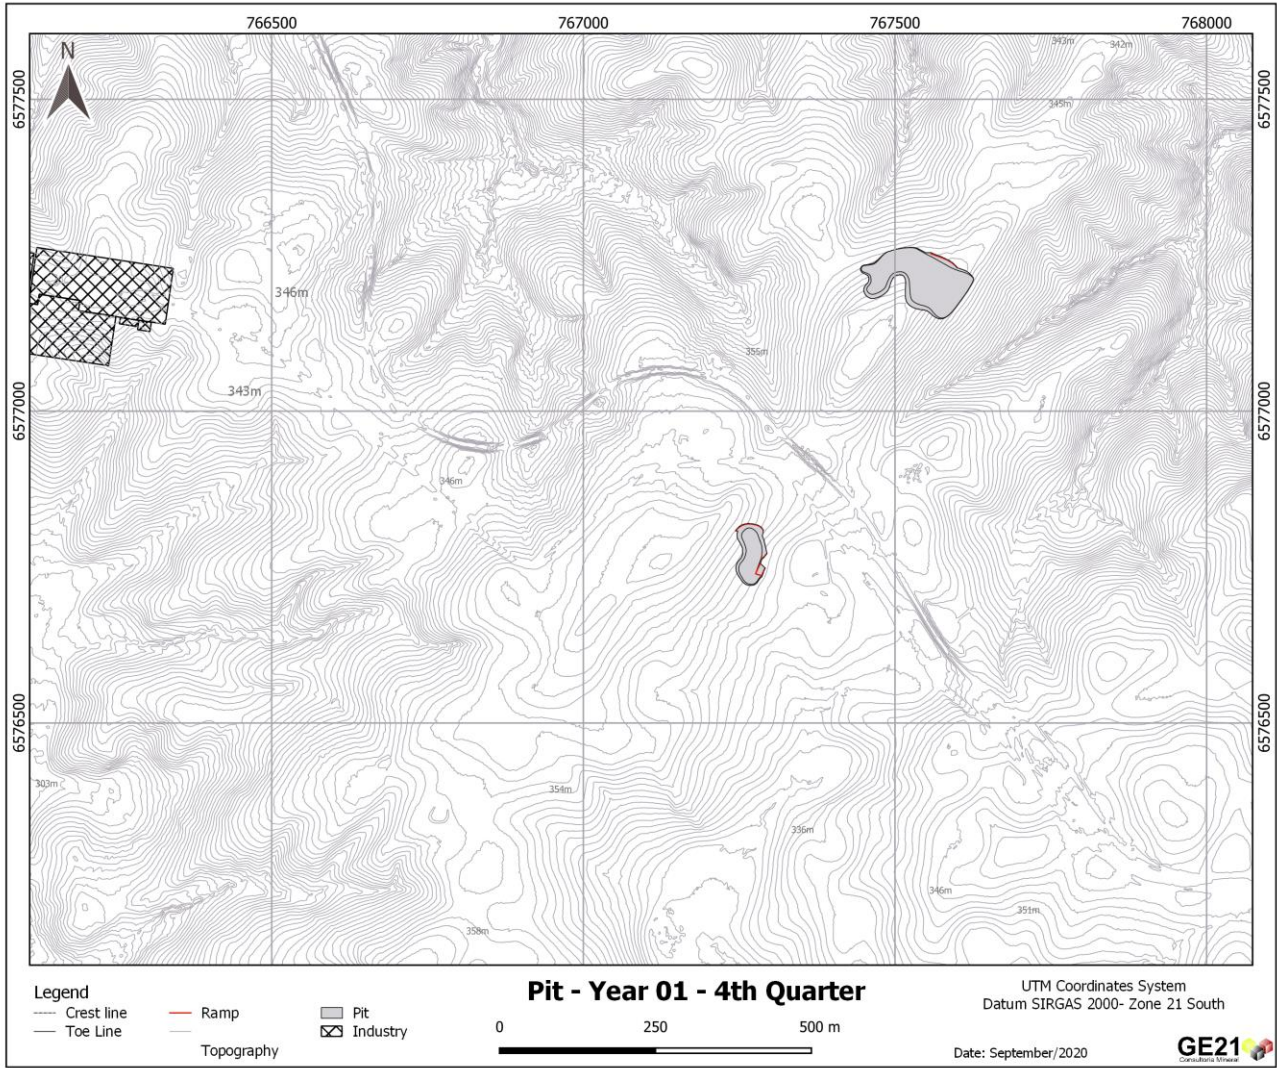 766500 767000 767500 768000
N
343m 342m
6577500 6577500
345m
346m
355m
343m
6577000 6577000
346m
6576500 6576500
303m
354m
336m
346m
351m
358m
Legend
Crest line
Toe Line
Ramp
Topography
Pit
Industry
Pit - Year 01 - 4th Quarter
0 250 500 m
UTM Coordinates System
Datum SIRGAS 2000- Zone 21 South
Date: September/2020
GE21
Consultoria Mineral